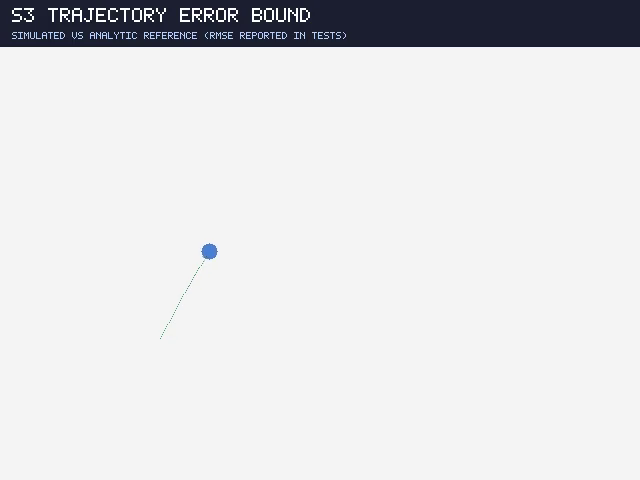 S3 TRAJECTORY ERROR BOUND
SIMULATED VS ANALYTIC REFERENCE (RMSE REPORTED IN TESTS)